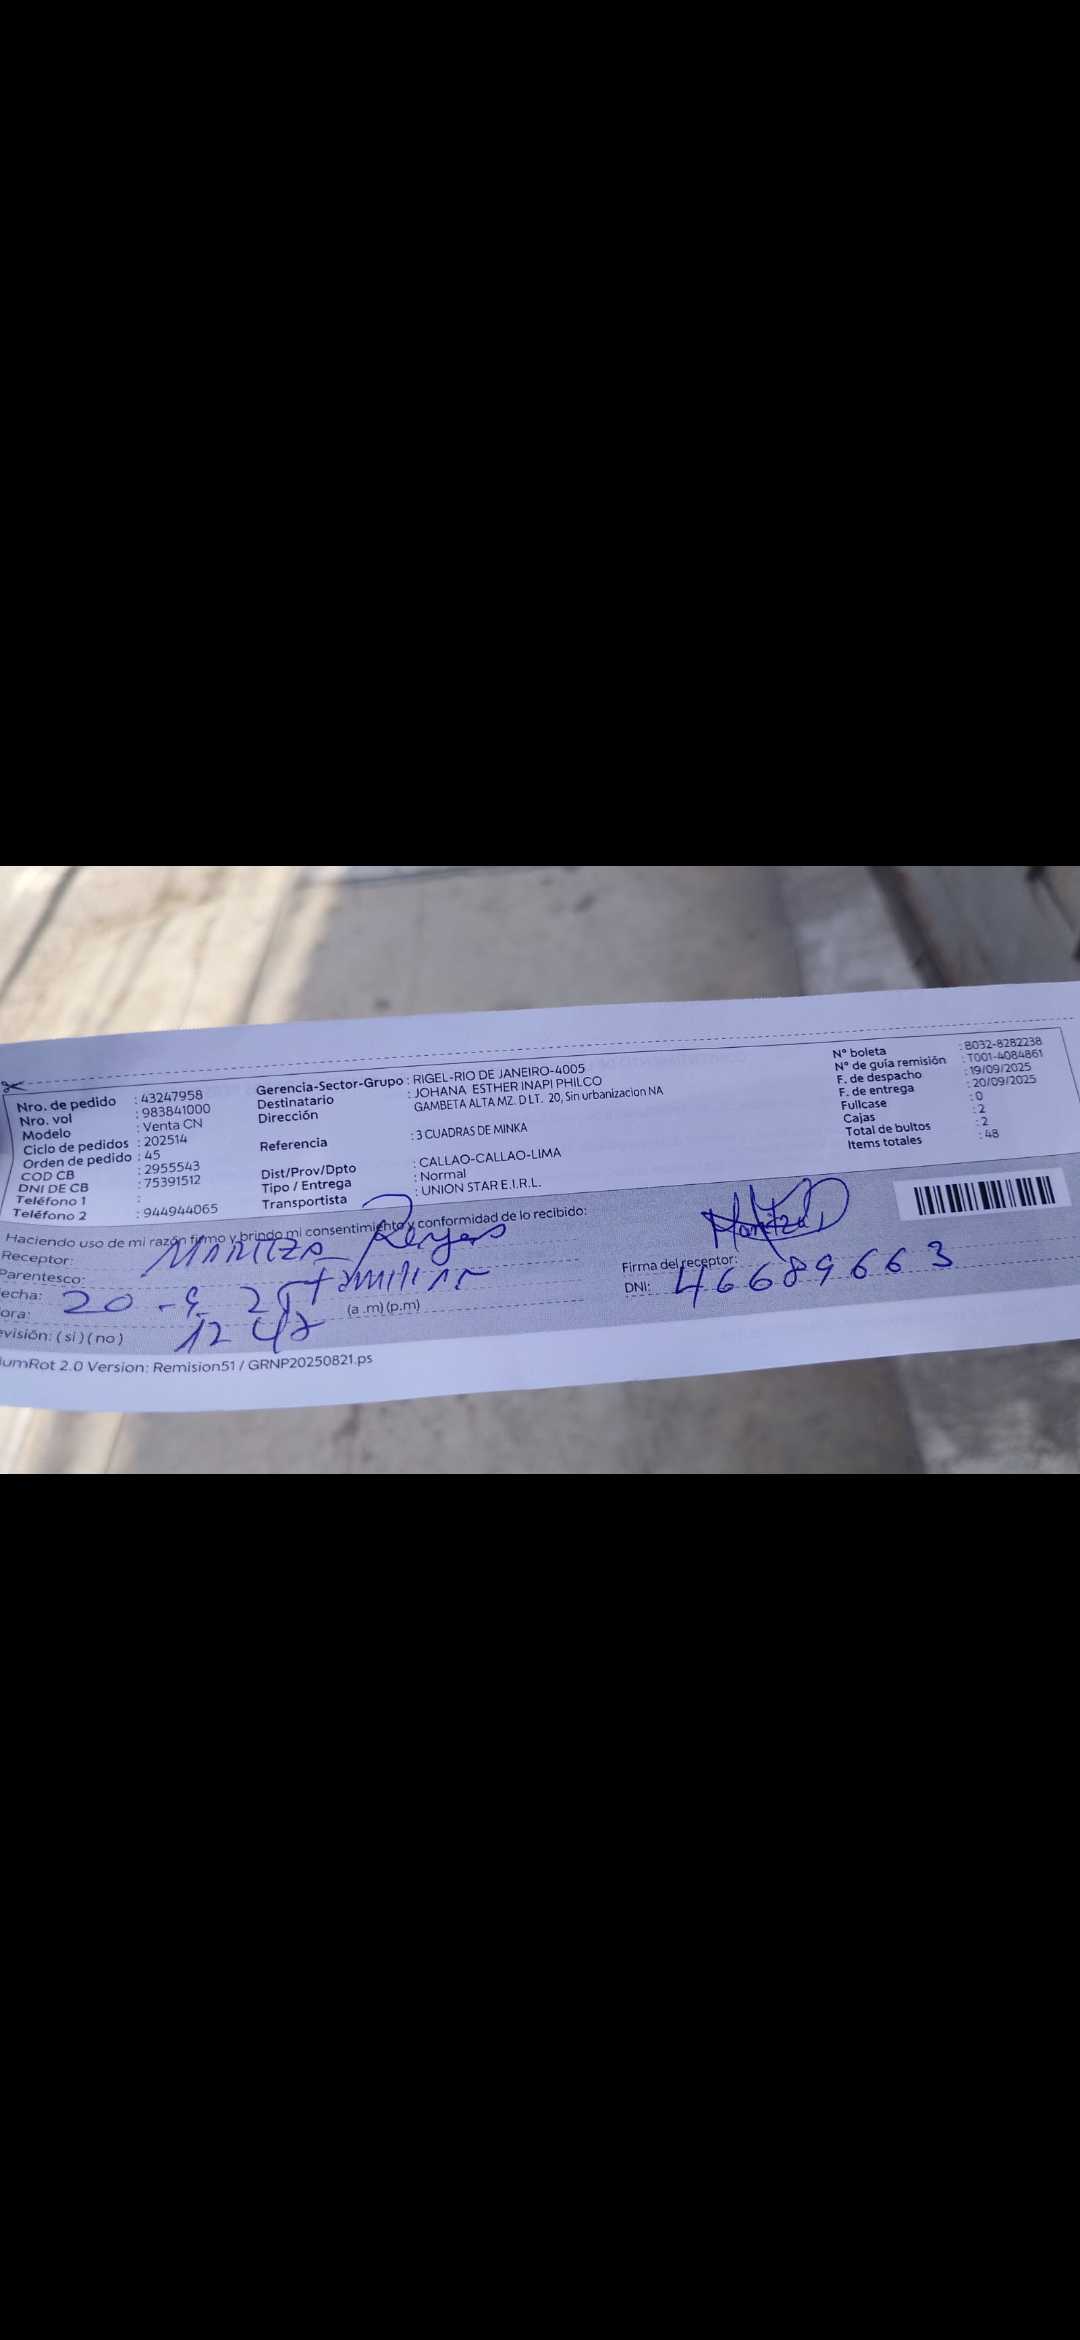 Nro. de pedido : 43247958
Nro. vol : 983841000
Modelo : Venta CN
Ciclo de pedidos : 202514
Orden de pedido : 45
COD CB : 2955543
DNI DE CB : 75391512
Teléfono 1 :
Teléfono 2 : 944944065
Gerencia-Sector-Grupo : RIGEL-RIO DE JANEIRO-4005
Destinatario : JOHANA ESTHER INAPI PHILCO
Dirección GAMBETA ALTA MZ. D LT. 20, Sin urbanizacion NA
Referencia : 3 CUADRAS DE MINKA
Dist/Prov/Dpto : CALLAO-CALLAO-LIMA
Tipo / Entrega : Normal
Transportista : UNION STAR E.I.R.L.
N° boleta : B032-8282238
N° de guía remisión : T001-4084861
F. de despacho : 19/09/2025
F. de entrega : 20/09/2025
Fullcase : 0
Cajas : 2
Total de bultos : 2
Items totales : 48
Haciendo uso de mi razón firmo y brindo mi consentimiento y conformidad de lo recibido:
Receptor: MARITZA Reyes
Parentesco: familiar
echa: 20-9-25
ora: 12 47 (a .m) (p.m)
evisión: ( si ) ( no )
Firma del receptor: Maritza
DNI: 46689663
umRot 2.0 Version: Remision51 / GRNP20250821.ps